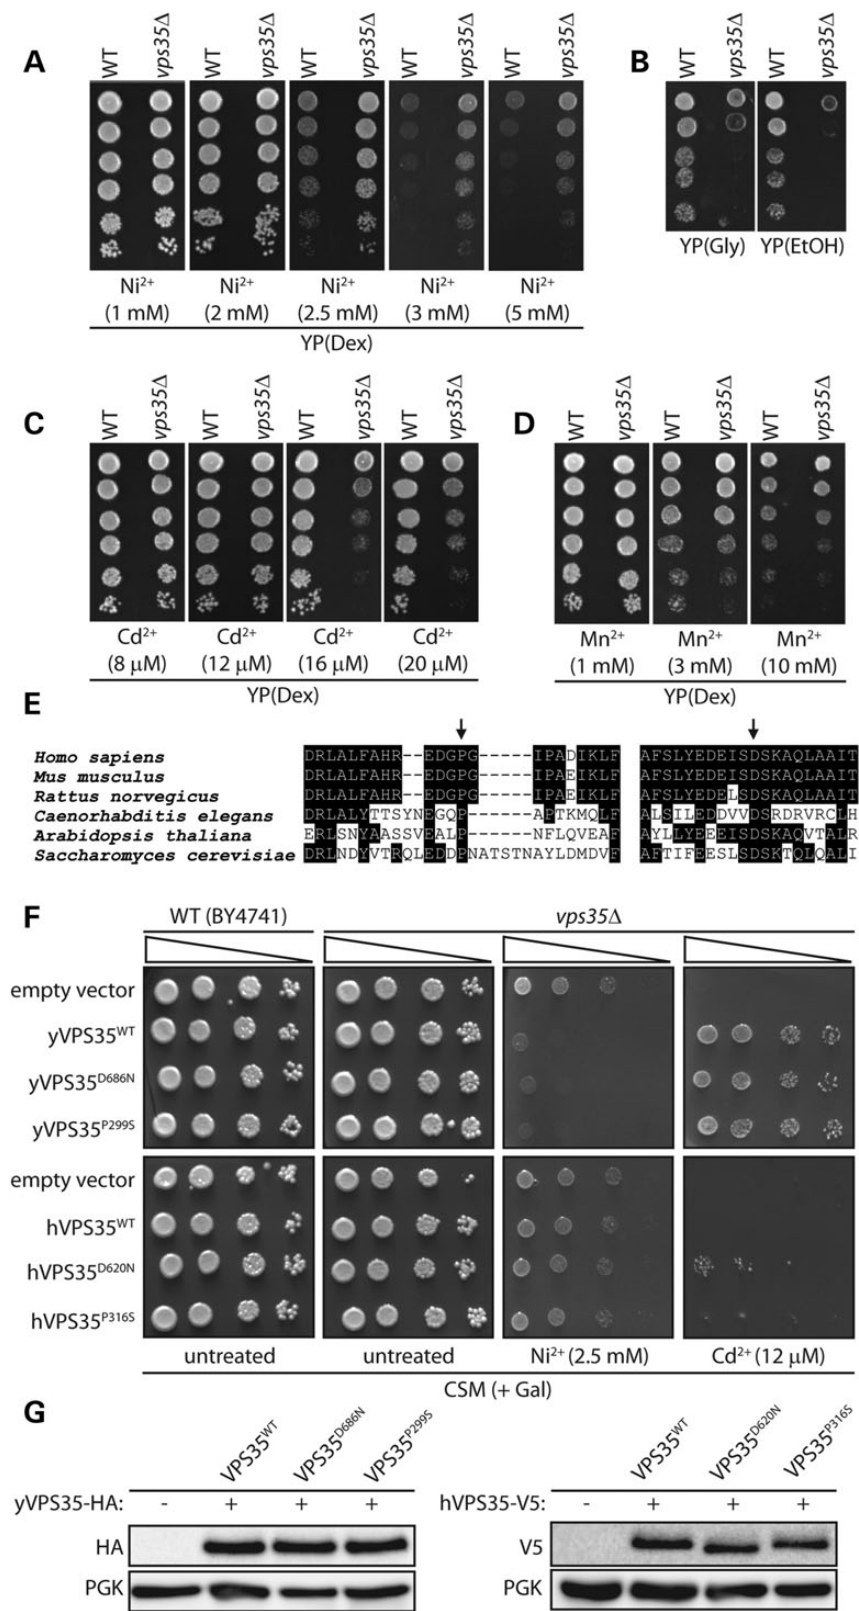 A
WT vps35Δ WT vps35Δ WT vps35Δ WT vps35Δ WT vps35Δ
Ni²⁺ Ni²⁺ Ni²⁺ Ni²⁺ Ni²⁺
(1 mM) (2 mM) (2.5 mM) (3 mM) (5 mM)
YP(Dex)
B
WT vps35Δ WT vps35Δ
YP(Gly) YP(EtOH)
C
WT vps35Δ WT vps35Δ WT vps35Δ WT vps35Δ
Cd²⁺ Cd²⁺ Cd²⁺ Cd²⁺
(8 μM) (12 μM) (16 μM) (20 μM)
YP(Dex)
D
WT vps35Δ WT vps35Δ WT vps35Δ
Mn²⁺ Mn²⁺ Mn²⁺
(1 mM) (3 mM) (10 mM)
YP(Dex)
E
Homo sapiens DRLALFAHR--EDGPG-----IPADIKLF AFSLYEDEISDSKAQLAAIT
Mus musculus DRLALFAHR--EDGPG-----IPAEIKLF AFSLYEDEISDSKAQLAAIT
Rattus norvegicus DRLALFAHR--EDGPG-----IPAEIKLF AFSLYEDELSDSKAQLAAIT
Caenorhabditis elegans DRLALYTTSYNEGQP------APTKMQLF ALSILEDDVVDSRDRVRCLH
Arabidopsis thaliana ERLSNYAASSVEALP------NFLQVEAF AYLLYEEEISDSKAQVTALR
Saccharomyces cerevisiae DRLNDYVTRQLEDDPNATSTNAYLDMDVF AFTIFEESLSDSKTQLQALI
F
WT (BY4741) vps35Δ
empty vector
yVPS35ᵂᵀ
yVPS35ᴰ⁶⁸⁶ᴺ
yVPS35ᴾ²⁹⁹ˢ
empty vector
hVPS35ᵂᵀ
hVPS35ᴰ⁶²⁰ᴺ
hVPS35ᴾ³¹⁶ˢ
untreated untreated Ni²⁺ (2.5 mM) Cd²⁺ (12 μM)
CSM (+ Gal)
G
VPS35ᵂᵀ VPS35ᴰ⁶⁸⁶ᴺ VPS35ᴾ²⁹⁹ˢ
yVPS35-HA: - + + +
HA
PGK
VPS35ᵂᵀ VPS35ᴰ⁶²⁰ᴺ VPS35ᴾ³¹⁶ˢ
hVPS35-V5: - + + +
V5
PGK